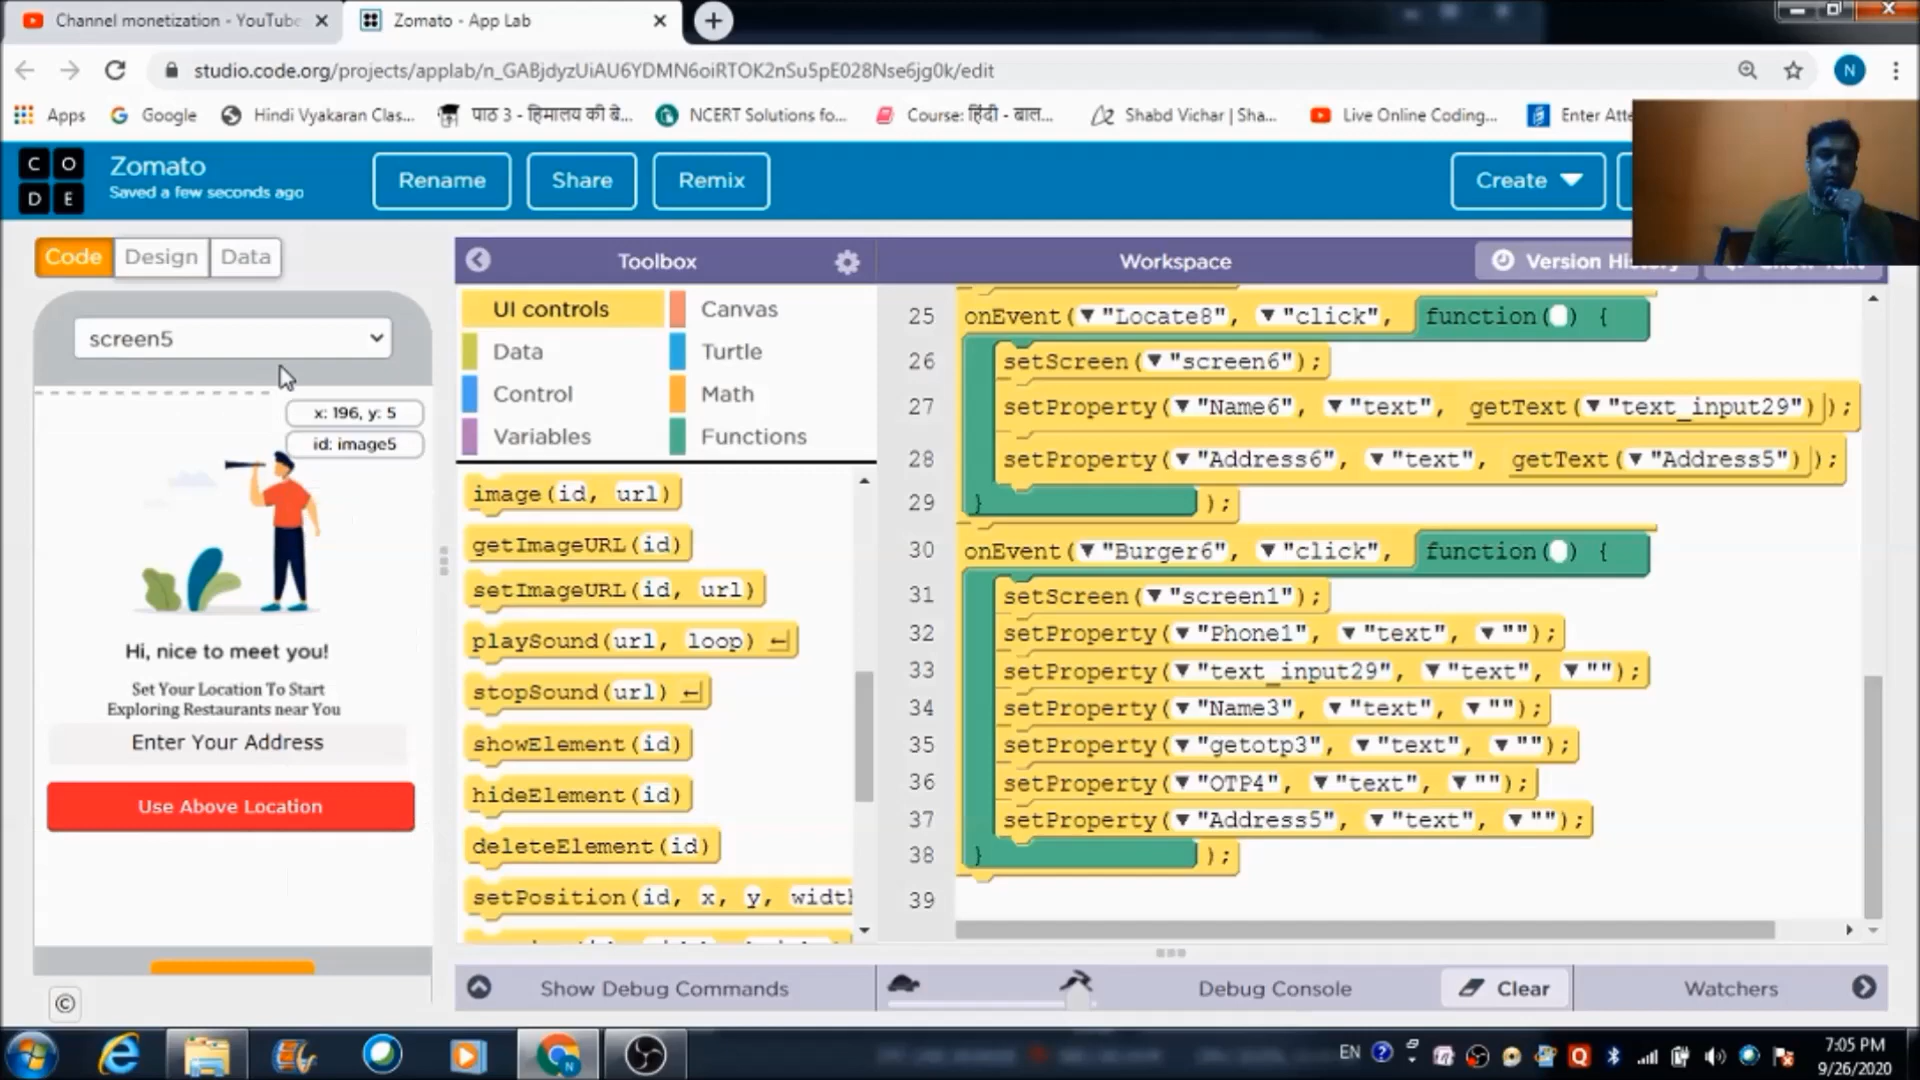 Channel monetization - YouTube
Zomato - App Lab
studio.code.org/projects/applab/n_GABjdyzUiAU6YDMN6oiRTOK2nSu5pE028Nse6jg0k/edit
N
Apps
Google
Hindi Vyakaran Clas...
पाठ 3 - हिमालय की बे...
NCERT Solutions fo...
Course: हिंदी - बाल...
Shabd Vichar | Sha...
Live Online Coding...
Enter Atte
C O D E
Zomato
Saved a few seconds ago
Rename
Share
Remix
Create
Code
Design
Data
Toolbox
Workspace
Version History
screen5
x: 196, y: 5
id: image5
Hi, nice to meet you!
Set Your Location To Start
Exploring Restaurants near You
Enter Your Address
Use Above Location
UI controls
Canvas
Data
Turtle
Control
Math
Variables
Functions
image(id, url)
getImageURL(id)
setImageURL(id, url)
playSound(url, loop)
stopSound(url)
showElement(id)
hideElement(id)
deleteElement(id)
setPosition(id, x, y, width
25 onEvent(▼"Locate8", ▼"click", function( ) {
26 setScreen(▼"screen6");
27 setProperty(▼"Name6", ▼"text", getText(▼"text_input29"));
28 setProperty(▼"Address6", ▼"text", getText(▼"Address5"));
29 } );
30 onEvent(▼"Burger6", ▼"click", function( ) {
31 setScreen(▼"screen1");
32 setProperty(▼"Phone1", ▼"text", ▼"");
33 setProperty(▼"text_input29", ▼"text", ▼"");
34 setProperty(▼"Name3", ▼"text", ▼"");
35 setProperty(▼"getotp3", ▼"text", ▼"");
36 setProperty(▼"OTP4", ▼"text", ▼"");
37 setProperty(▼"Address5", ▼"text", ▼"");
38 } );
39
Show Debug Commands
Debug Console
Clear
Watchers
©
EN
7:05 PM
9/26/2020